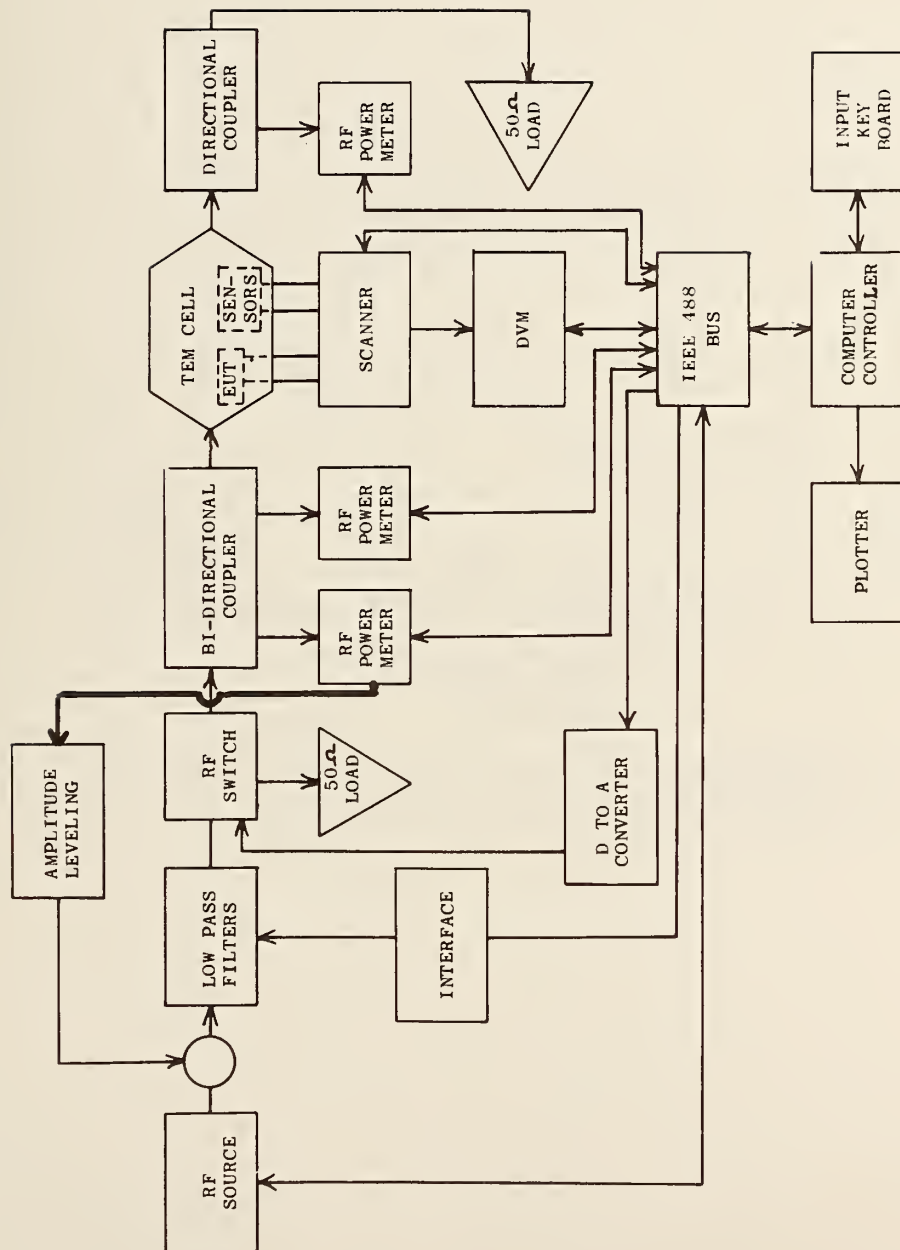 AMPLITUDE
LEVELING
RF
SOURCE
LOW PASS
FILTERS
RF
SWITCH
BI-DIRECTIONAL
COUPLER
TEM CELL
EUT
SEN-
SORS
DIRECTIONAL
COUPLER
50Ω
LOAD
RF
POWER
METER
RF
POWER
METER
SCANNER
RF
POWER
METER
INTERFACE
DVM
50Ω
LOAD
D TO A
CONVERTER
IEEE 488
BUS
PLOTTER
COMPUTER
CONTROLLER
INPUT
KEY
BOARD